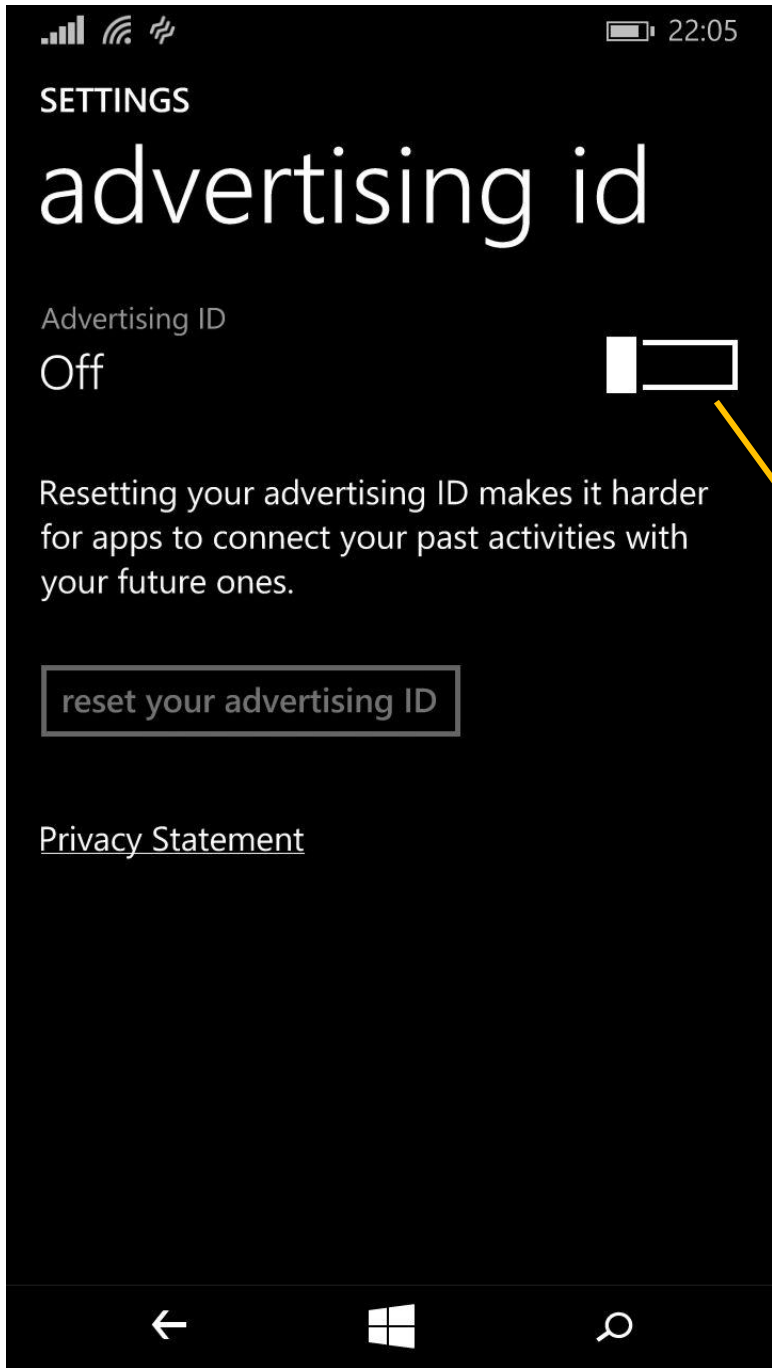 22:05
SETTINGS
advertising id
Advertising ID
Off
Resetting your advertising ID makes it harder
for apps to connect your past activities with
your future ones.
reset your advertising ID
Privacy Statement